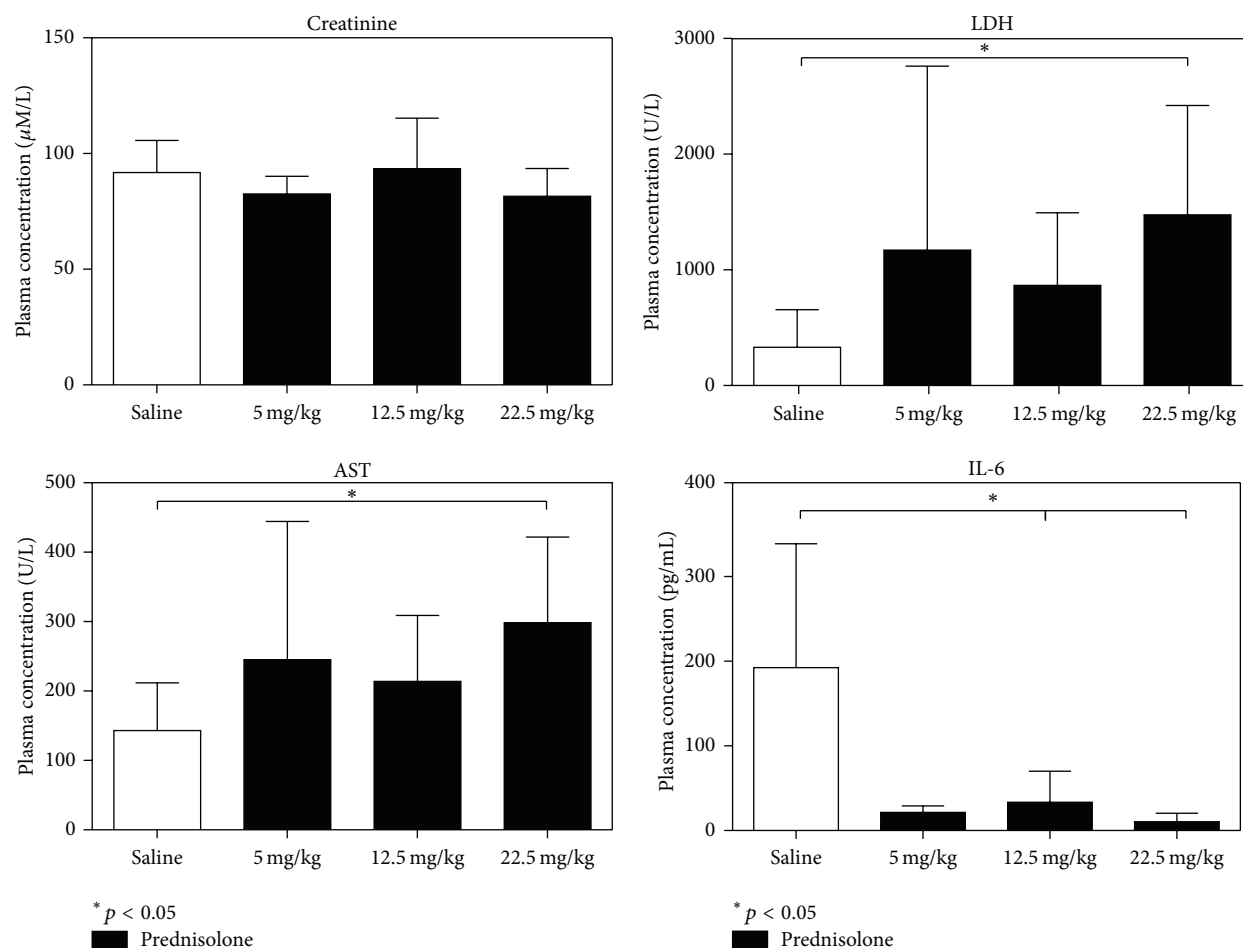 Creatinine
Plasma concentration (μM/L)
150
100
50
0
Saline
5 mg/kg
12.5 mg/kg
22.5 mg/kg
LDH
Plasma concentration (U/L)
3000
2000
1000
0
*
Saline
5 mg/kg
12.5 mg/kg
22.5 mg/kg
AST
Plasma concentration (U/L)
500
400
300
200
100
0
*
Saline
5 mg/kg
12.5 mg/kg
22.5 mg/kg
* p < 0.05
Prednisolone
IL-6
Plasma concentration (pg/mL)
400
300
200
100
0
*
Saline
5 mg/kg
12.5 mg/kg
22.5 mg/kg
* p < 0.05
Prednisolone